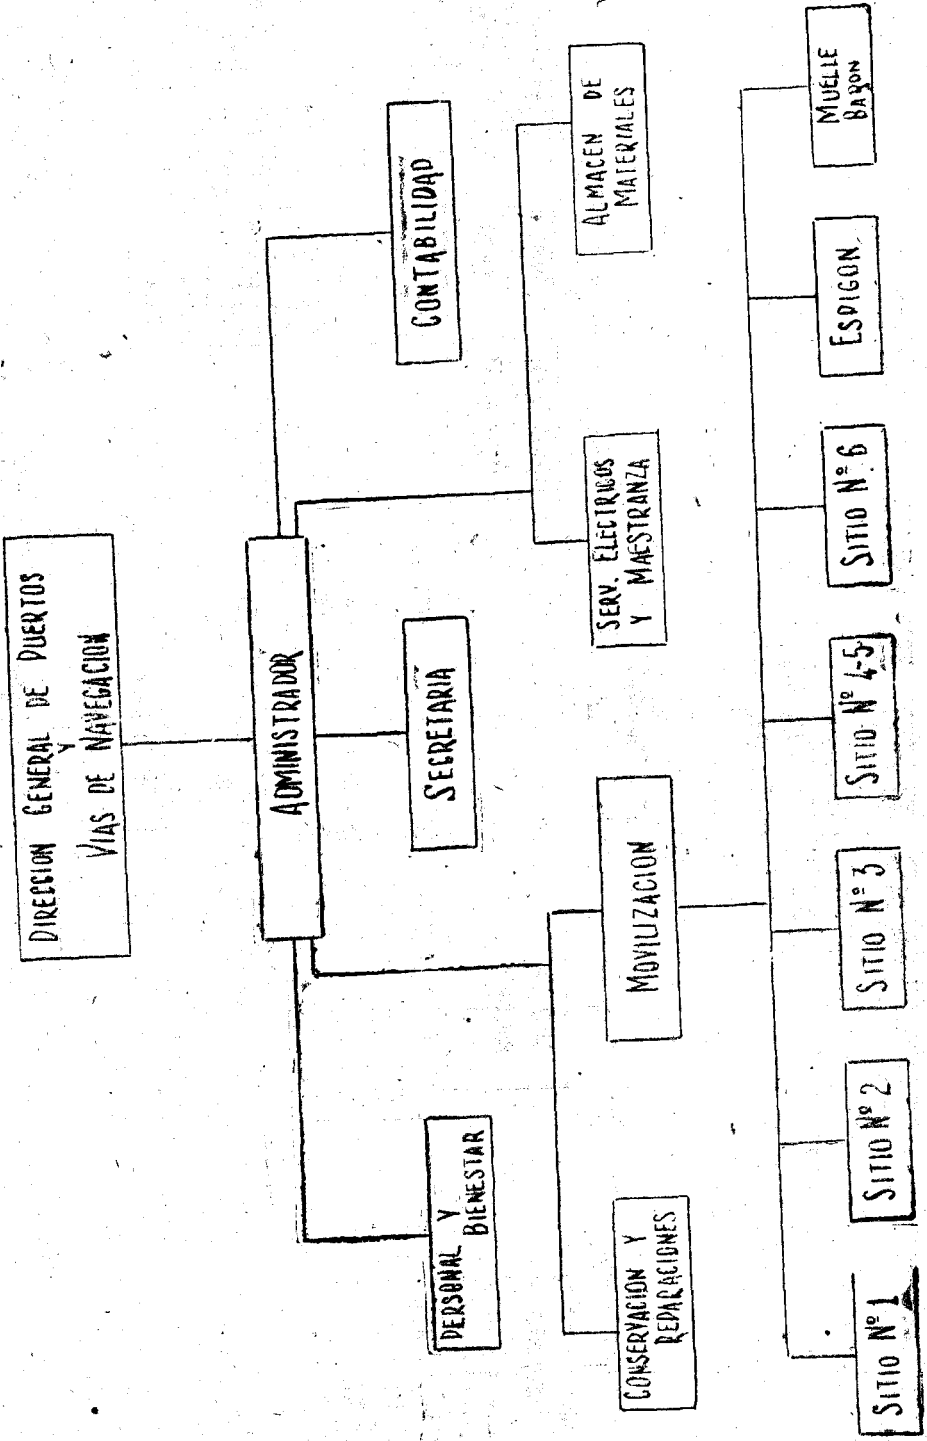 DIRECCION GENERAL DE PUERTOS
Y
VIAS DE NAVEGACION
ADMINISTRADOR
PERSONAL Y
BIENESTAR
SECRETARIA
CONTABILIDAD
CONSERVACION Y
REPARACIONES
MOVILIZACION
SERV. ELECTRICOS
Y MAESTRANZA
ALMACEN DE
MATERIALES
SITIO Nº 1
SITIO Nº 2
SITIO Nº 3
SITIO Nº 4-5
SITIO Nº 6
ESPIGON
MUELLE
BARON